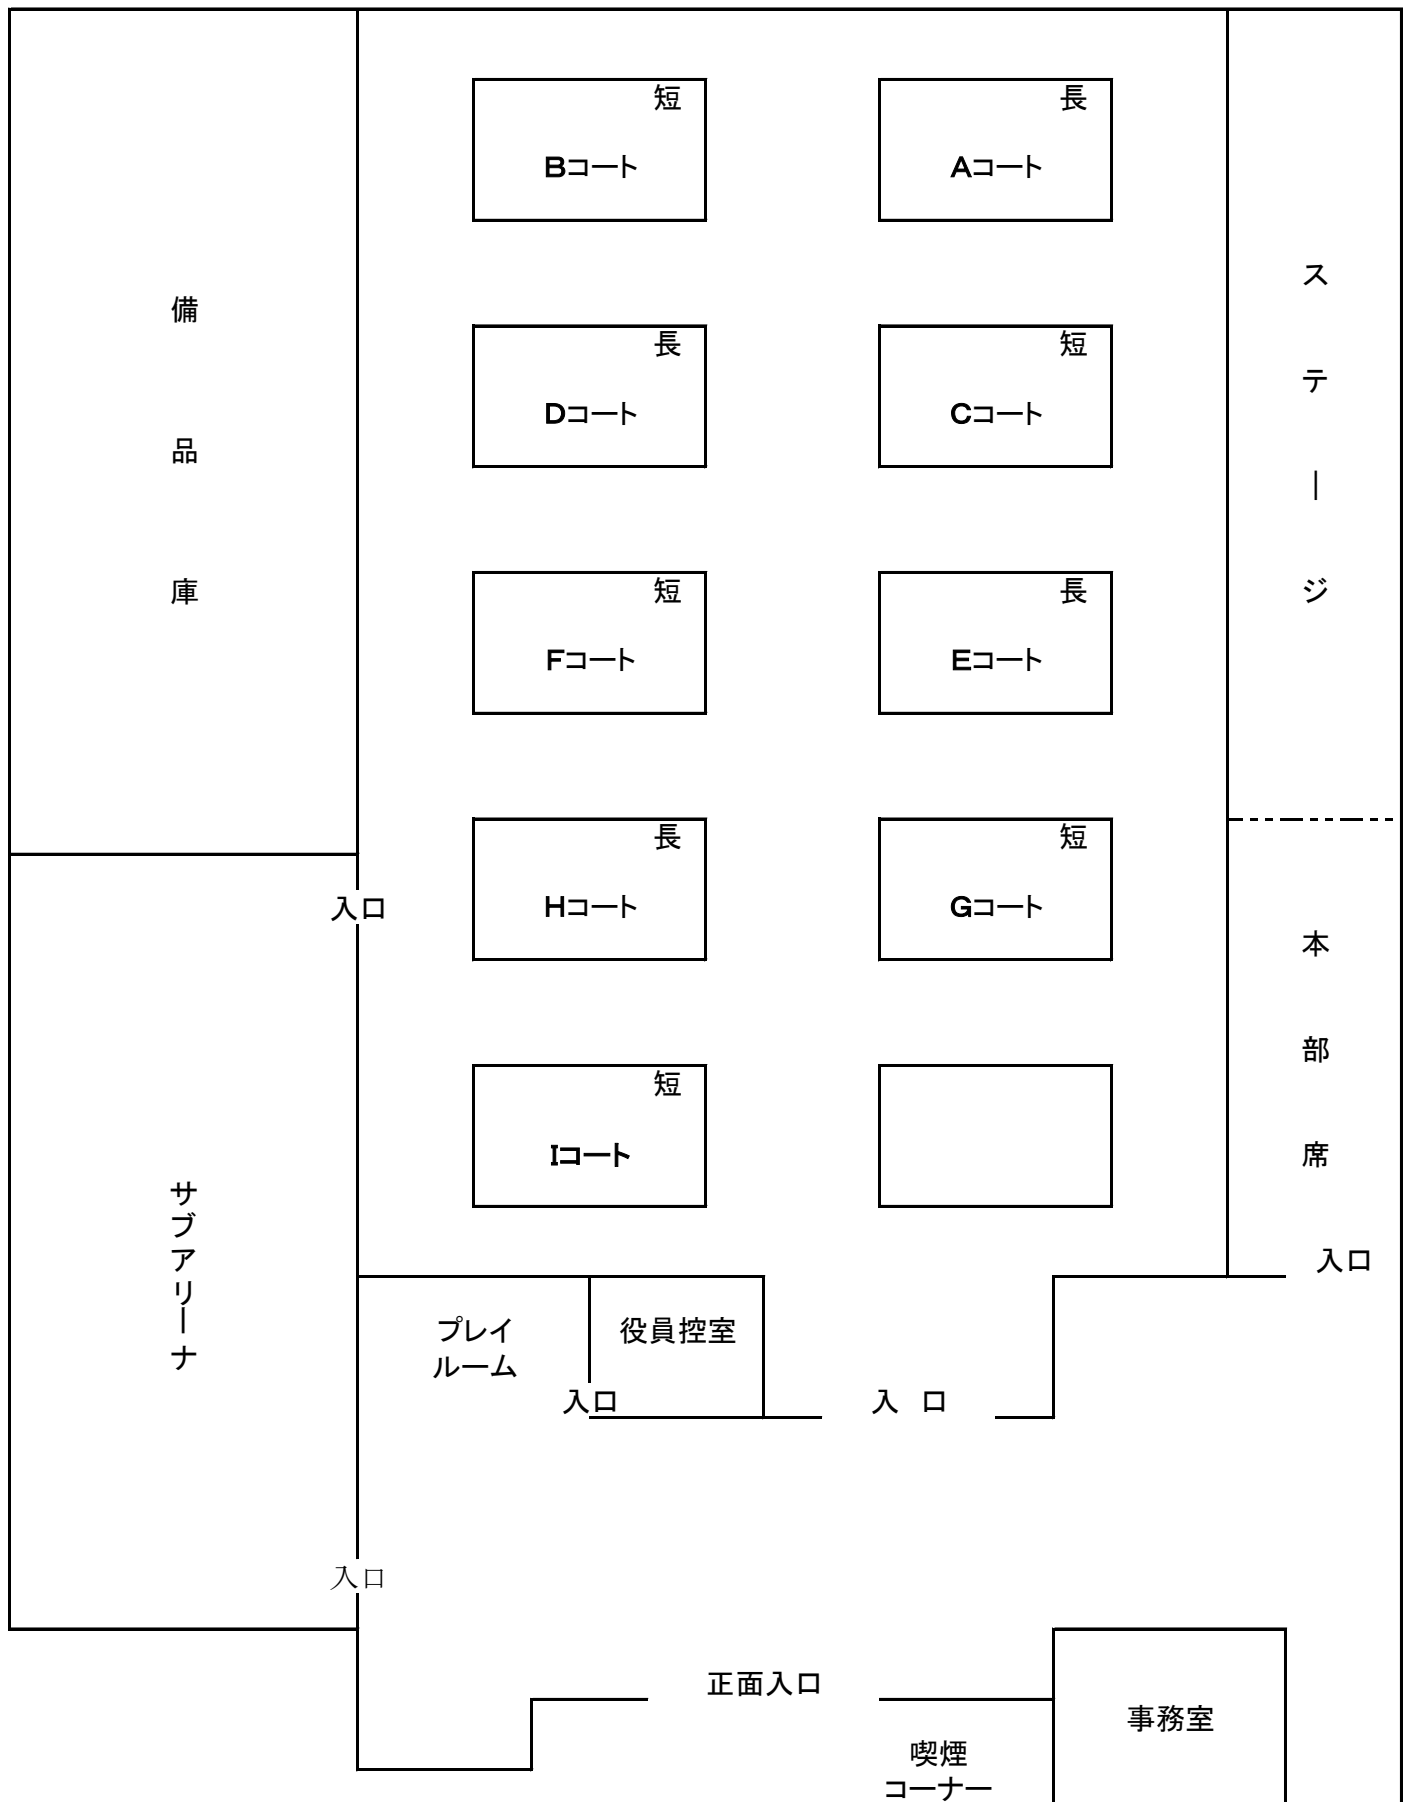 短
長
Bコート
Aコート
備品庫
ステージ
長
短
Dコート
Cコート
短
長
Fコート
Eコート
長
短
入口
Hコート
Gコート
本部席
短
Iコート
サブアリーナ
入口
プレイ
ルーム
役員控室
入口
入 口
入口
正面入口
事務室
喫煙
コーナー